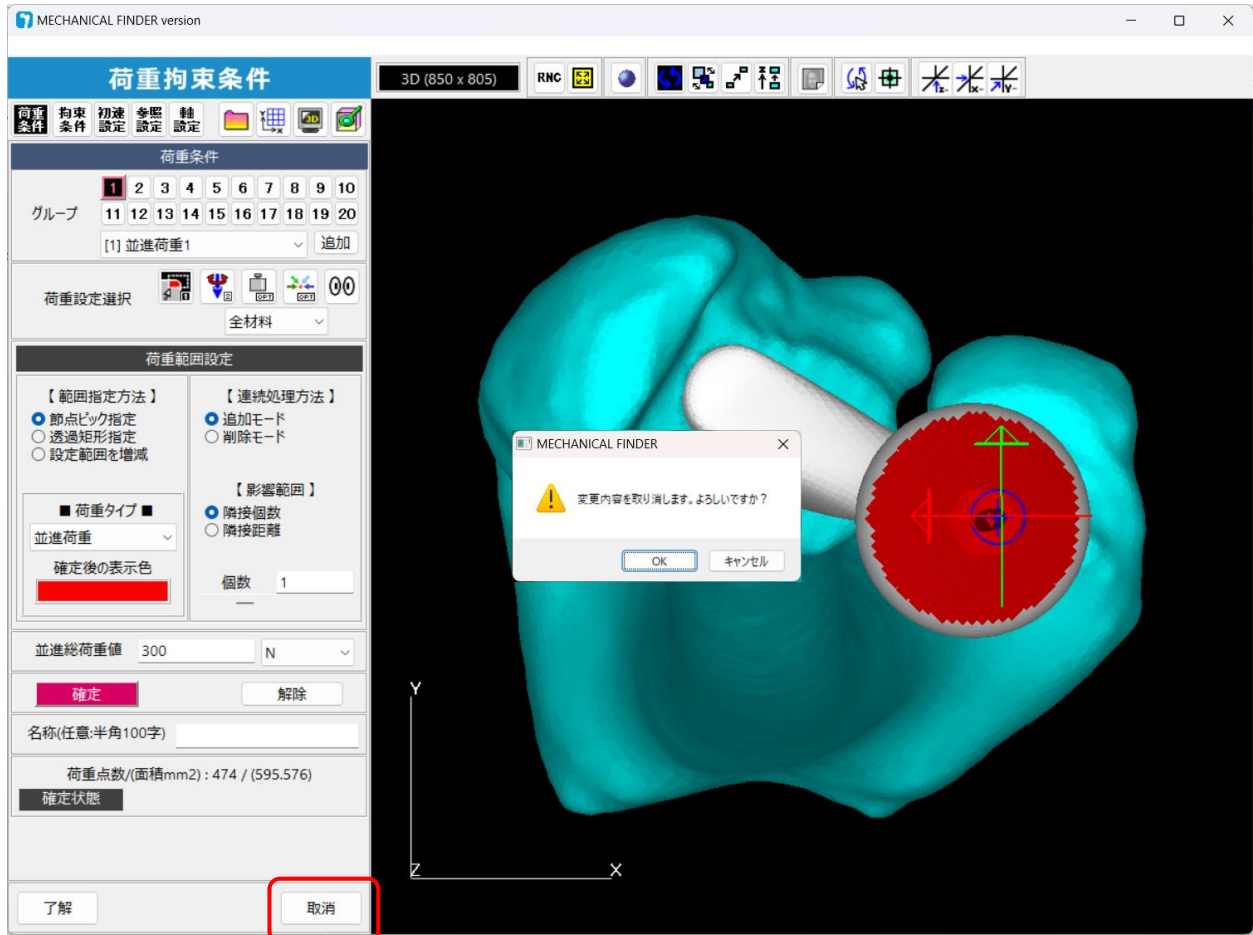 MECHANICAL FINDER version
荷重拘束条件
3D (850 x 805)
RNC
Z-
X-
Y-
荷重条件
拘束条件
初速設定
参照設定
軸設定
3D
荷重条件
グループ
1 2 3 4 5 6 7 8 9 10
11 12 13 14 15 16 17 18 19 20
[1] 並進荷重1
追加
荷重設定選択
OPT
OPT
全材料
荷重範囲設定
【 範囲指定方法 】
節点ピック指定
透過矩形指定
設定範囲を増減
【 連続処理方法 】
追加モード
削除モード
【 影響範囲 】
隣接個数
隣接距離
個数 1
■ 荷重タイプ ■
並進荷重
確定後の表示色
並進総荷重値 300 N
確定
解除
名称(任意:半角100字)
荷重点数/(面積mm2) : 474 / (595.576)
確定状態
了解
取消
MECHANICAL FINDER
変更内容を取り消します。よろしいですか？
OK
キャンセル
Y
Z
X